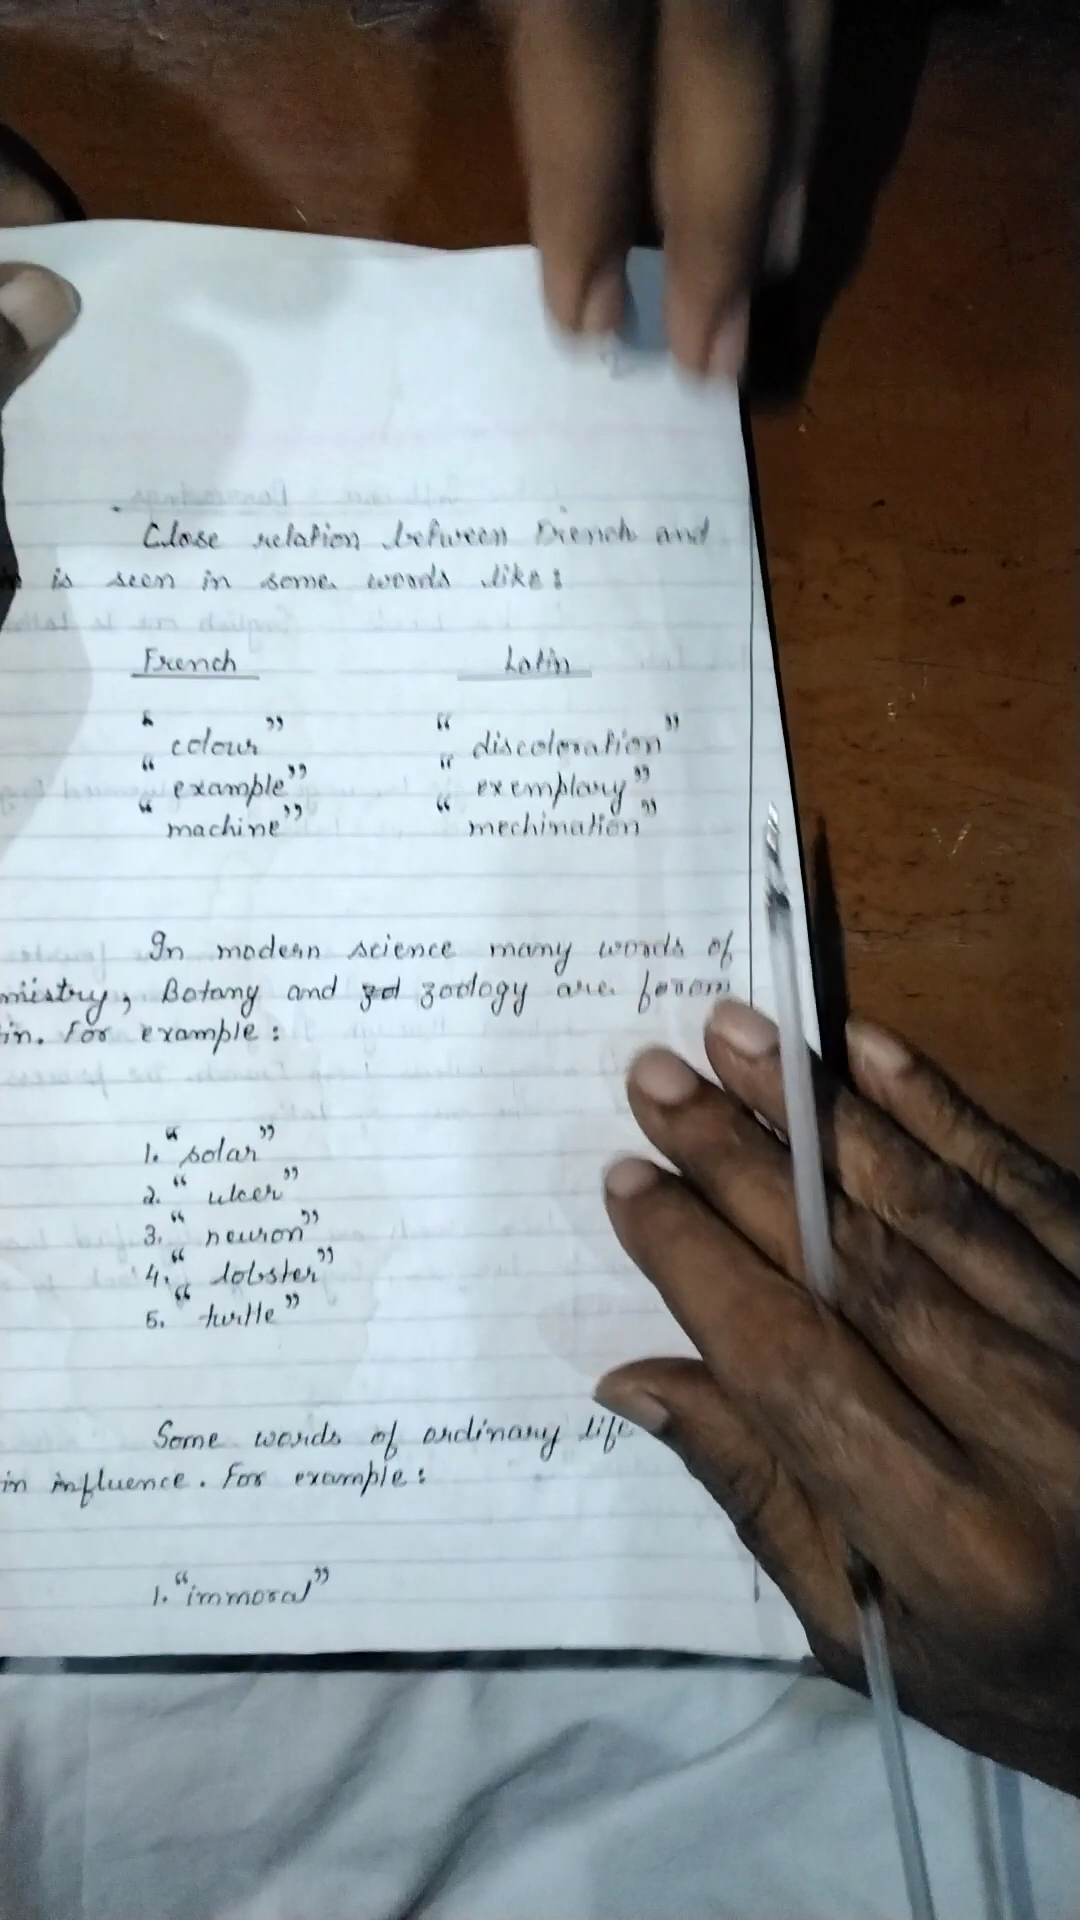 Close relation between French and
is seen in some words like:
French Latin
"colour" "discoloration"
"example" "exemplary"
"machine" "mechination"
In modern science many words of
mistry, Botany and zoology are from
in. For example:
1. "solar"
2. "ulcer"
3. "neuron"
4. "lobster"
5. "turtle"
Some words of ordinary life
in influence. For example:
1. "immoral"